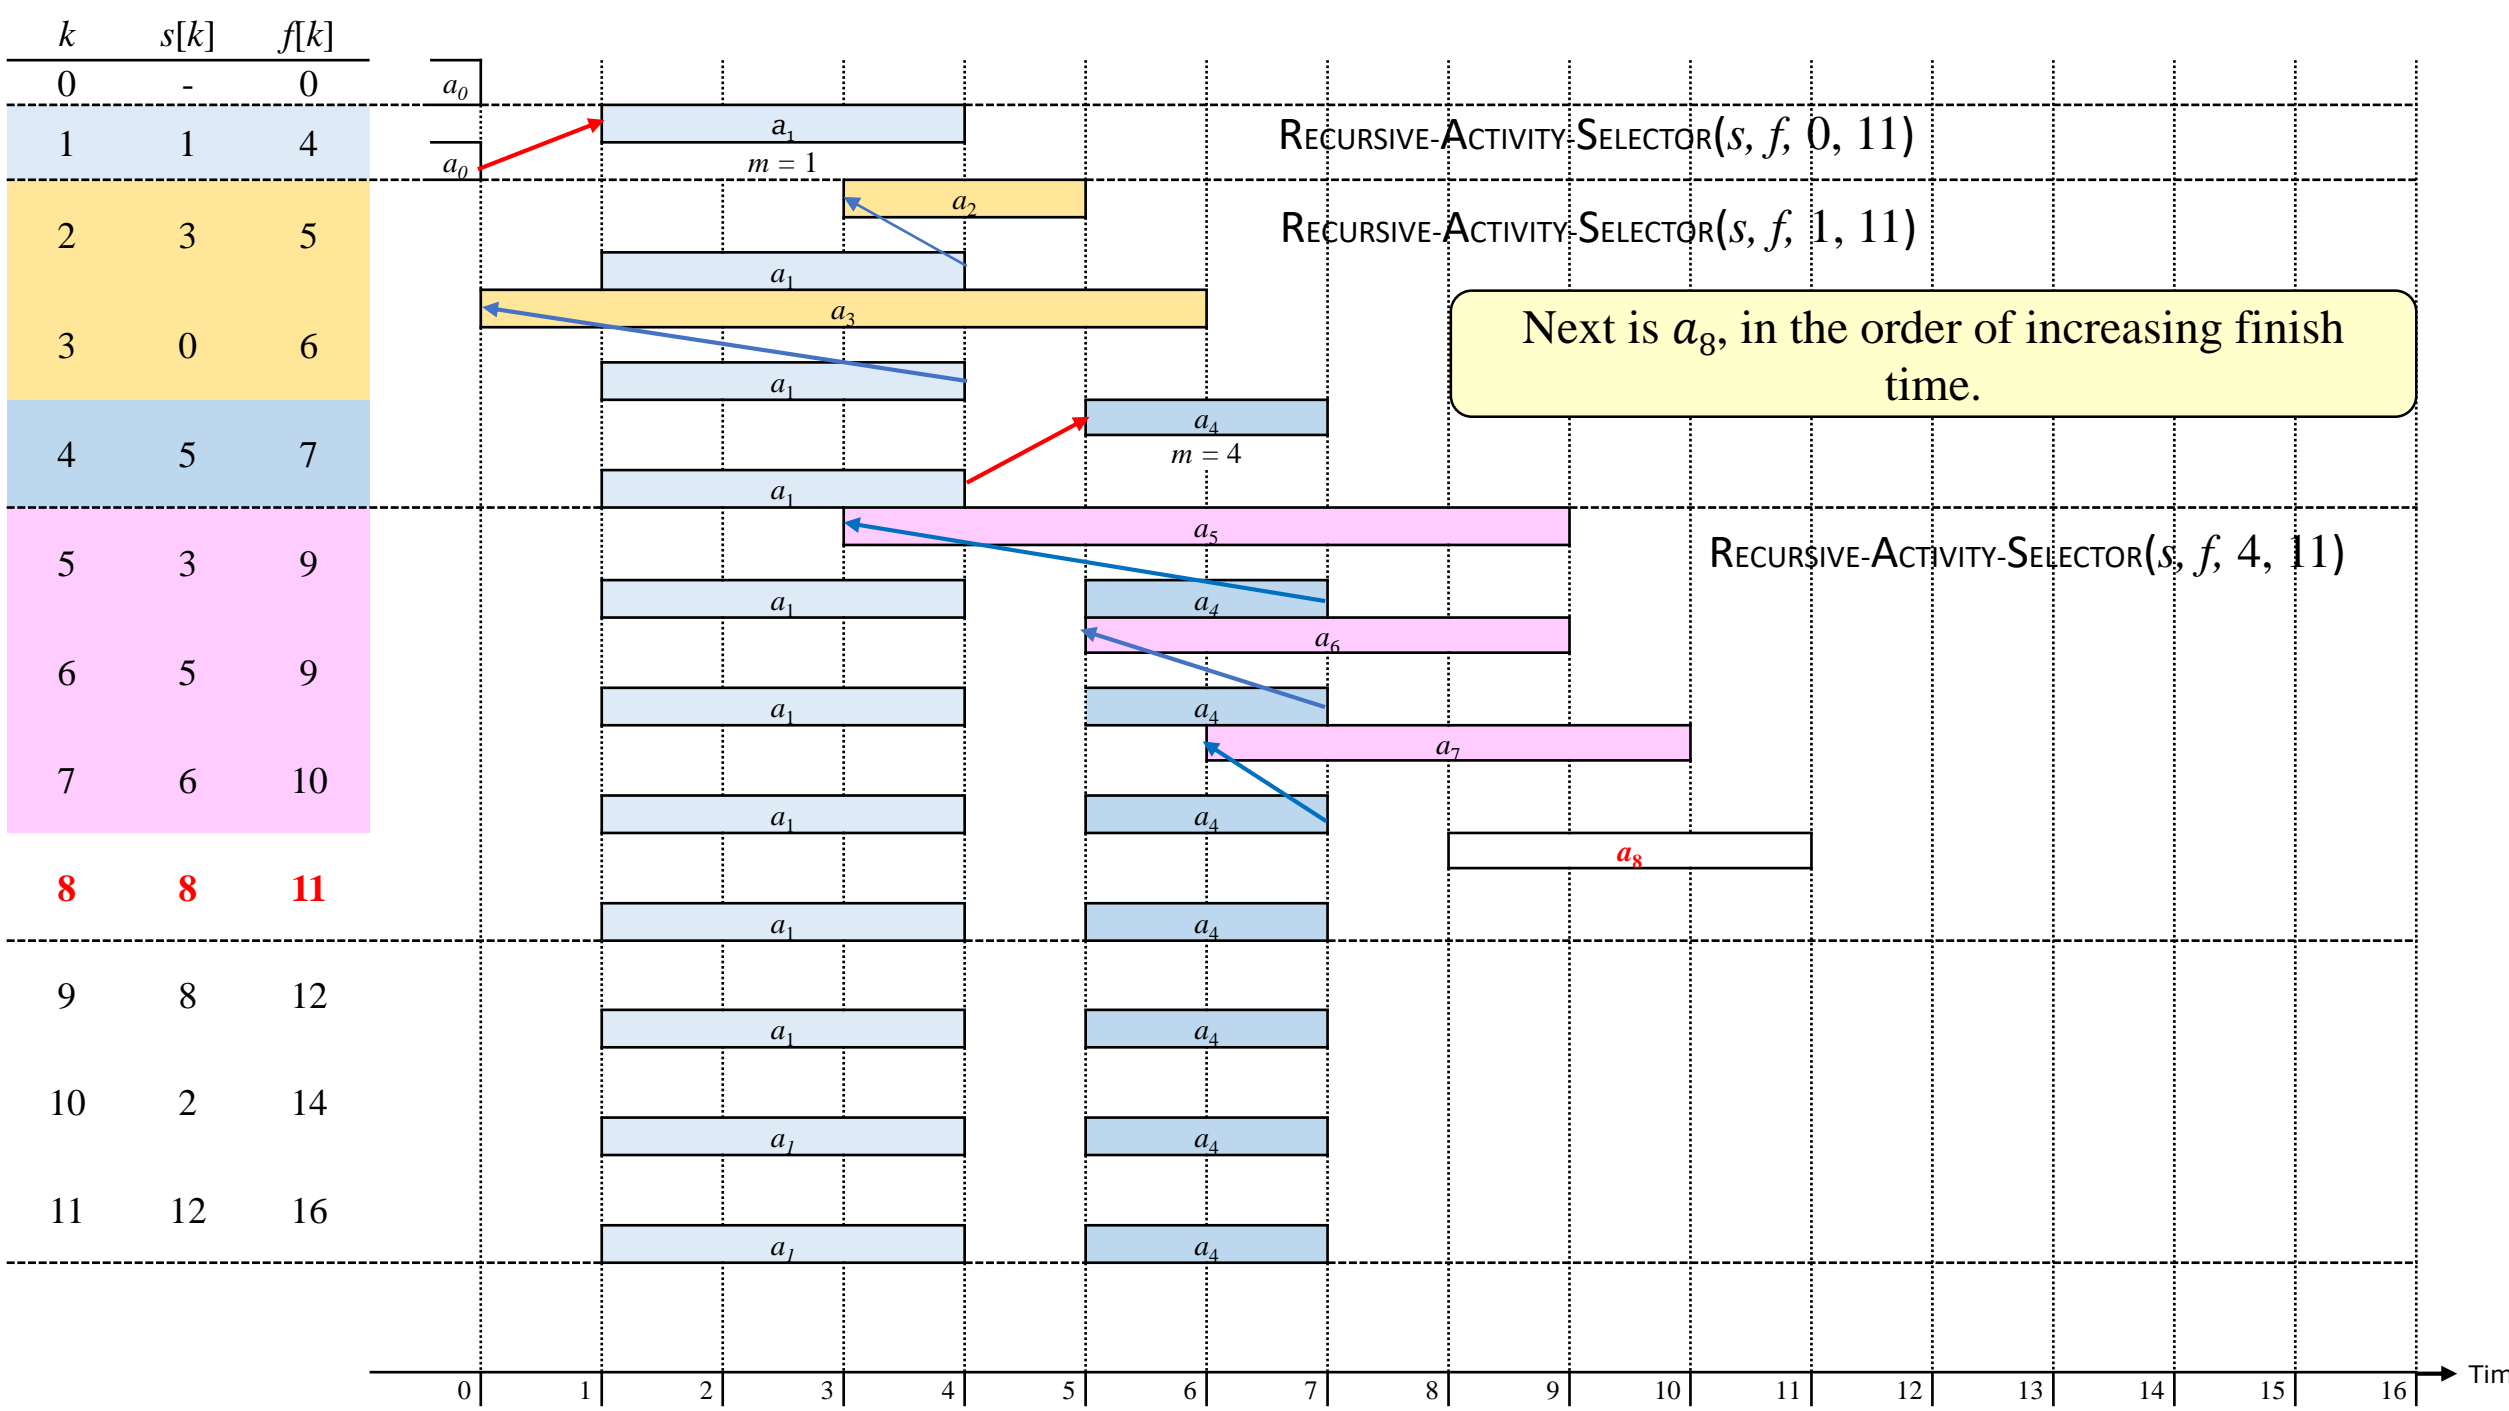 k s[k] f[k]
0 - 0 a0
a1
1 1 4 RECURSIVE-ACTIVITY-SELECTOR(s, f, 0, 11)
a0 m = 1
a2
2 3 5 RECURSIVE-ACTIVITY-SELECTOR(s, f, 1, 11)
a1
a3
Next is a8, in the order of increasing finish
time.
3 0 6
a1
a4
4 5 7 m = 4
a1
a5
5 3 9 RECURSIVE-ACTIVITY-SELECTOR(s, f, 4, 11)
a1 a4
a6
6 5 9
a1 a4
a7
7 6 10
a1 a4
a8
8 8 11
a1 a4
9 8 12
a1 a4
10 2 14
a1 a4
11 12 16
a1 a4
0 1 2 3 4 5 6 7 8 9 10 11 12 13 14 15 16 Tim